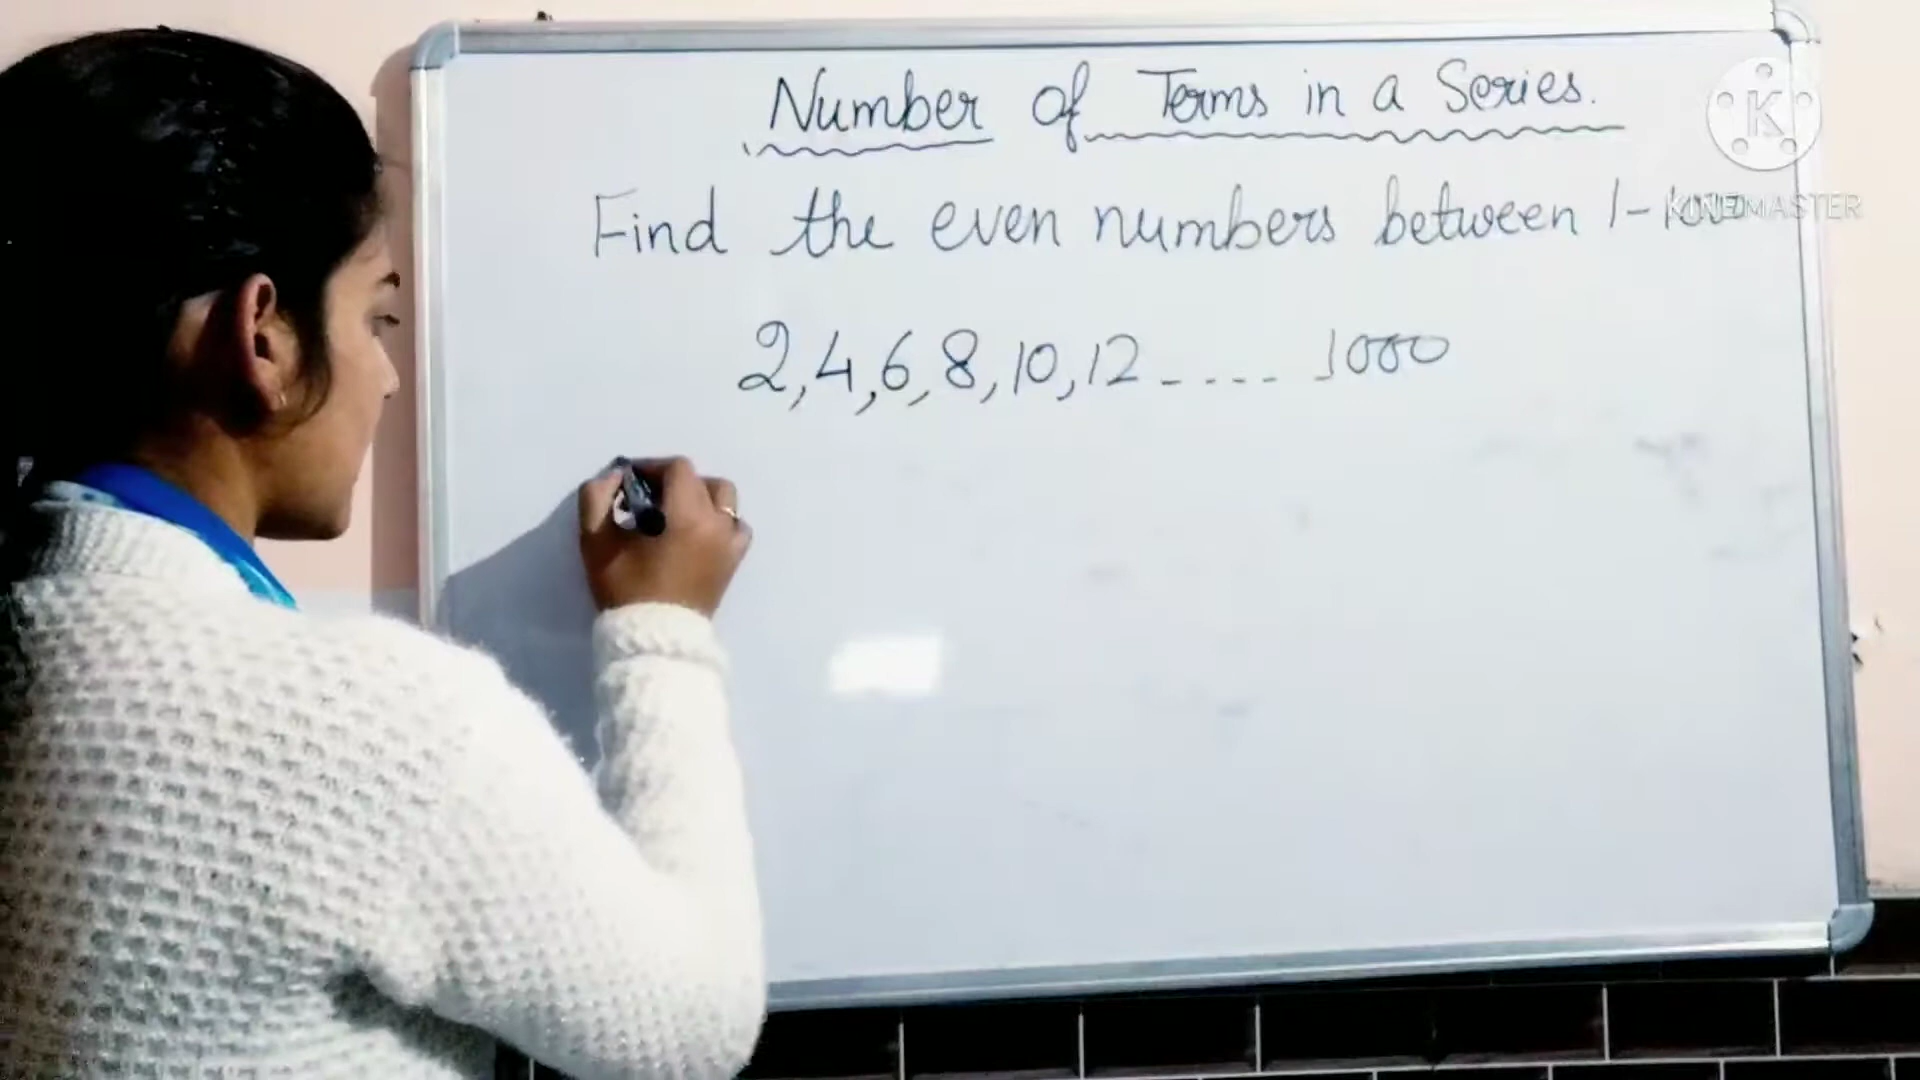 Number of Terms in a Series.
K
KINEMASTER
Find the even numbers between 1-1000
2,4,6,8,10,12 ---- 1000